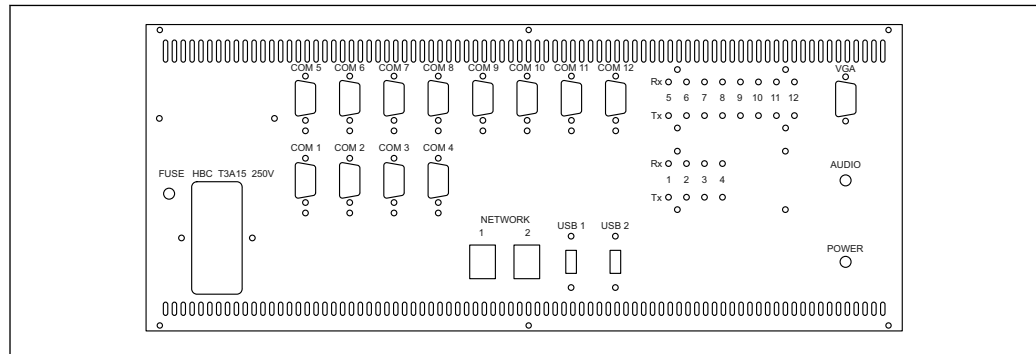 COM 5 COM 6 COM 7 COM 8 COM 9 COM 10 COM 11 COM 12
VGA
Rx
5 6 7 8 9 10 11 12
Tx
COM 1 COM 2 COM 3 COM 4
FUSE HBC T3A15 250V
Rx
1 2 3 4
Tx
AUDIO
NETWORK
1 2
USB 1 USB 2
POWER